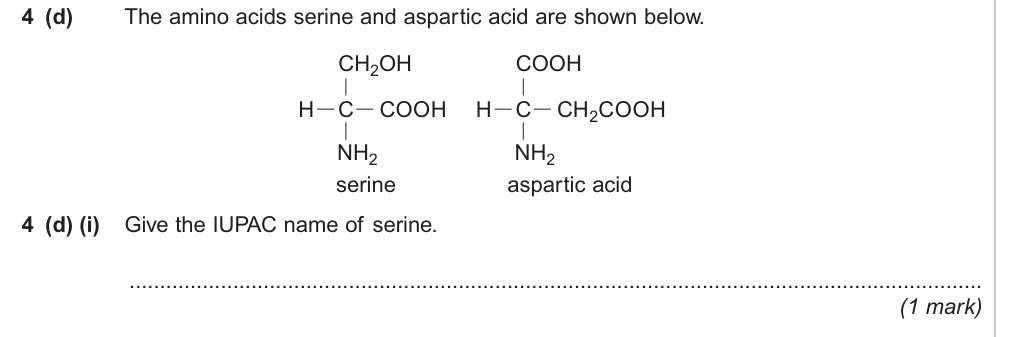 4 (d) The amino acids serine and aspartic acid are shown below.
CH₂OH COOH
H—C—COOH H—C—CH₂COOH
NH₂ NH₂
serine aspartic acid
4 (d) (i) Give the IUPAC name of serine.
(1 mark)